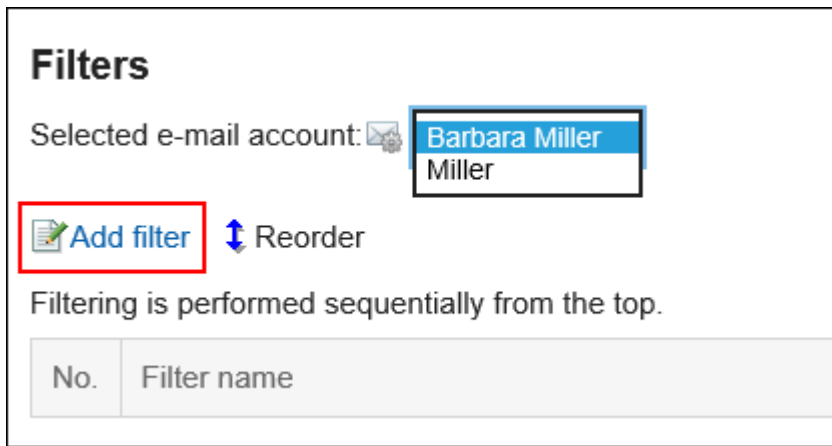 Filters
Selected e-mail account: Barbara Miller
Miller
Add filter Reorder
Filtering is performed sequentially from the top.
No. Filter name